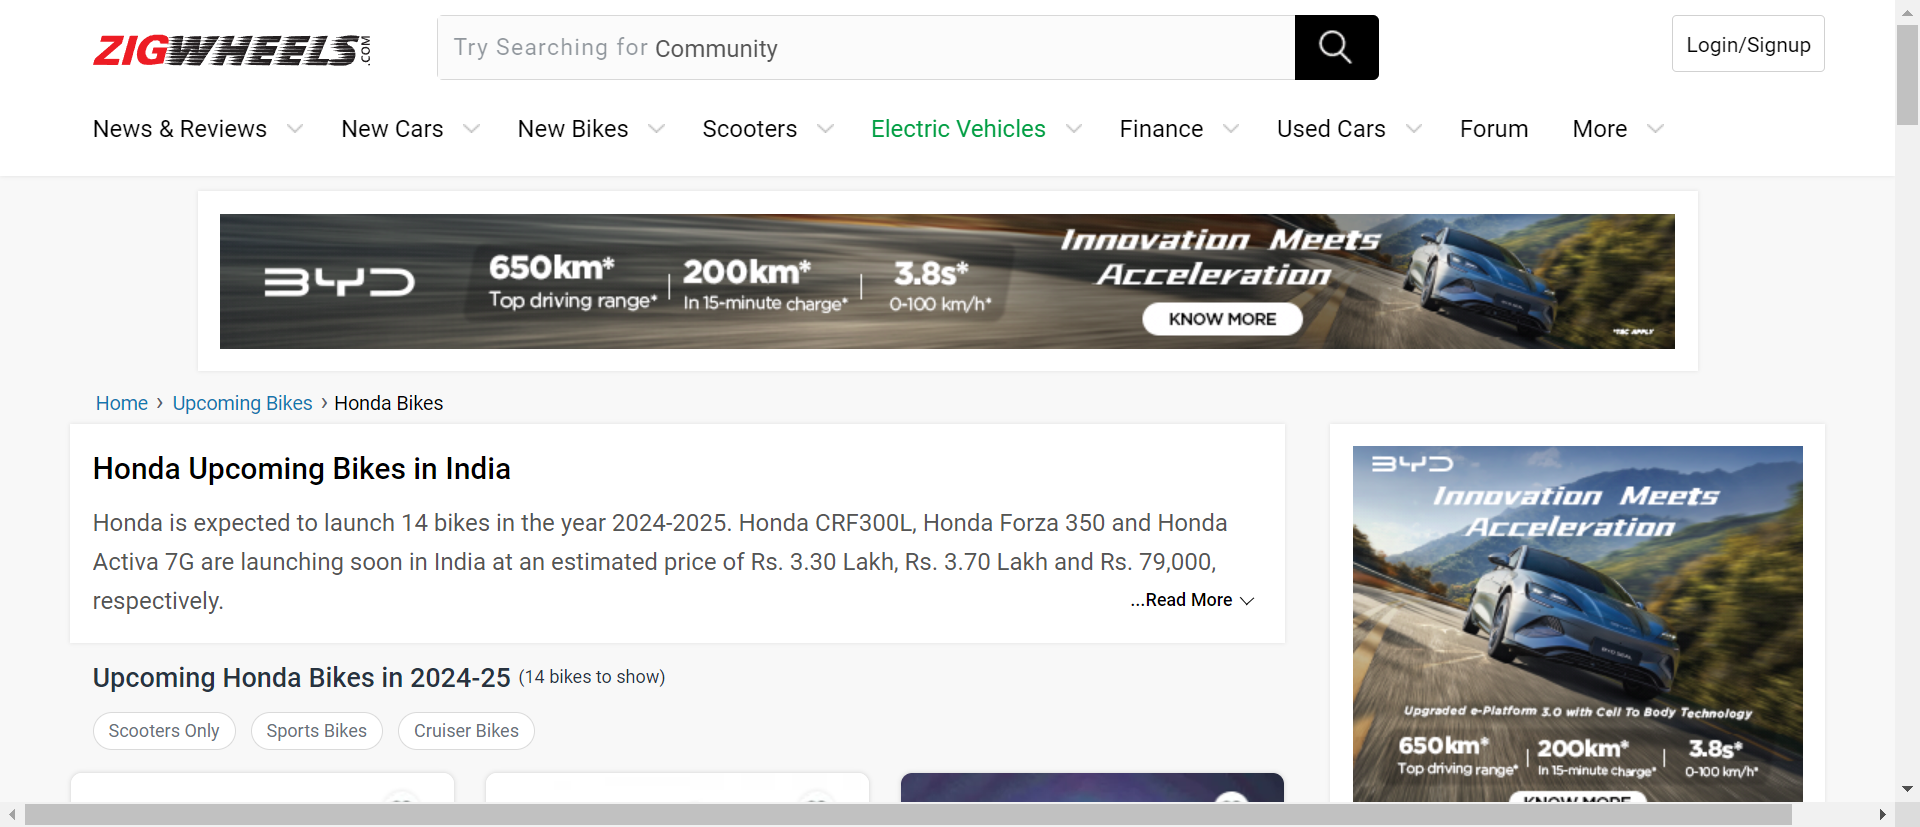 ZIGWHEELS.COM
Try Searching for Community
Login/Signup
News & Reviews
New Cars
New Bikes
Scooters
Electric Vehicles
Finance
Used Cars
Forum
More
BYD
650km*
Top driving range*
200km*
In 15-minute charge*
3.8s*
0-100 km/h*
Innovation Meets
Acceleration
KNOW MORE
*T&C APPLY
Home › Upcoming Bikes › Honda Bikes
Honda Upcoming Bikes in India
Honda is expected to launch 14 bikes in the year 2024-2025. Honda CRF300L, Honda Forza 350 and Honda
Activa 7G are launching soon in India at an estimated price of Rs. 3.30 Lakh, Rs. 3.70 Lakh and Rs. 79,000,
respectively.
...Read More
Upcoming Honda Bikes in 2024-25 (14 bikes to show)
Scooters Only
Sports Bikes
Cruiser Bikes
BYD
Innovation Meets
Acceleration
BYD SEAL
Upgraded e-Platform 3.0 with Cell To Body Technology
650km*
Top driving range*
200km*
In 15-minute charge*
3.8s*
0-100 km/h*
KNOW MORE